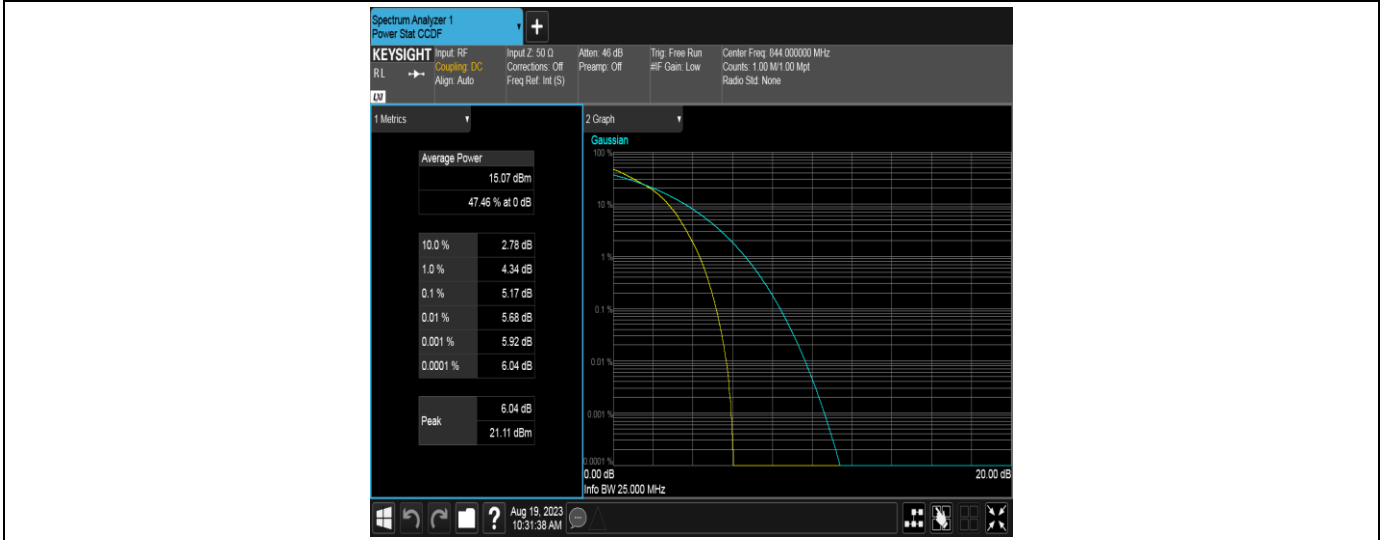 Spectrum Analyzer 1
Power Stat CCDF
+
KEYSIGHT
RL
LXI
Input: RF
Coupling: DC
Align: Auto
Input Z: 50 Ω
Corrections: Off
Freq Ref: Int (S)
Atten: 46 dB
Preamp: Off
Trig: Free Run
#IF Gain: Low
Center Freq: 844.000000 MHz
Counts: 1.00 M/1.00 Mpt
Radio Std: None
1 Metrics
Average Power
15.07 dBm
47.46 % at 0 dB
10.0 % 2.78 dB
1.0 % 4.34 dB
0.1 % 5.17 dB
0.01 % 5.68 dB
0.001 % 5.92 dB
0.0001 % 6.04 dB
Peak
6.04 dB
21.11 dBm
2 Graph
Gaussian
100 %
10 %
1 %
0.1 %
0.01 %
0.001 %
0.0001 %
0.00 dB 20.00 dB
Info BW 25.000 MHz
?
Aug 19, 2023
10:31:38 AM